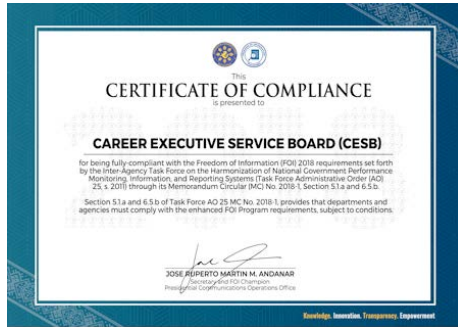 This
CERTIFICATE OF COMPLIANCE
is presented to
CAREER EXECUTIVE SERVICE BOARD (CESB)
for being fully-compliant with the Freedom of Information (FOI) 2018 requirements set forth
by the Inter-Agency Task Force on the Harmonization of National Government Performance
Monitoring, Information, and Reporting Systems (Task Force Administrative Order (AO)
25, s. 2011) through its Memorandum Circular (MC) No. 2018-1, Section 5.1.a and 6.5.b.
Section 5.1.a and 6.5.b of Task Force AO 25 MC No. 2018-1, provides that departments and
agencies must comply with the enhanced FOI Program requirements, subject to conditions.
JOSE RUPERTO MARTIN M. ANDANAR
Secretary and FOI Champion
Presidential Communications Operations Office
Knowledge. Innovation. Transparency. Empowerment